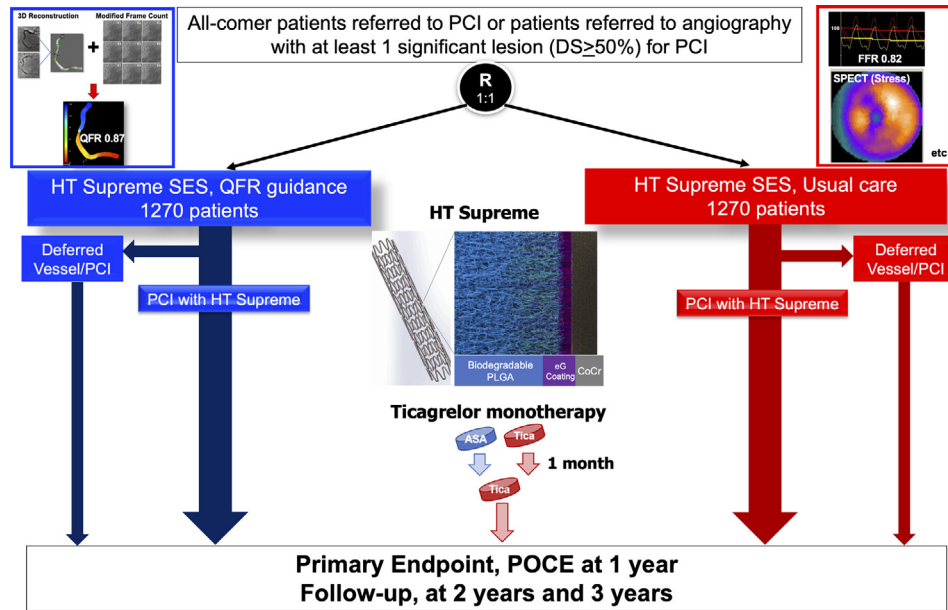 3D Reconstruction
Modified Frame Count
+
QFR 0.87
All-comer patients referred to PCI or patients referred to angiography
with at least 1 significant lesion (DS≥50%) for PCI
R
1:1
100
FFR 0.82
SPECT (Stress)
etc
HT Supreme SES, QFR guidance
1270 patients
HT Supreme SES, Usual care
1270 patients
Deferred
Vessel/PCI
PCI with HT Supreme
HT Supreme
Biodegradable
PLGA
eG
Coating
CoCr
Deferred
Vessel/PCI
PCI with HT Supreme
Ticagrelor monotherapy
ASA
Tica
1 month
Tica
Primary Endpoint, POCE at 1 year
Follow-up, at 2 years and 3 years